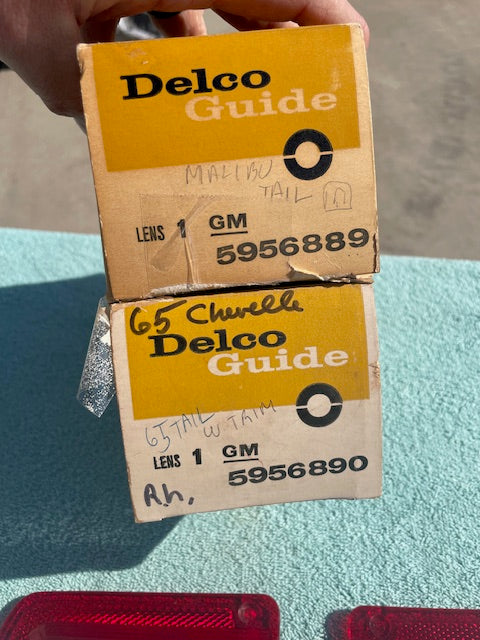 Delco
Guide
MALIBU
TAIL
LENS 1 GM
5956889
65 Chevelle
Delco
Guide
65 TAIL
W TRIM
LENS 1 GM
5956890
R.h.